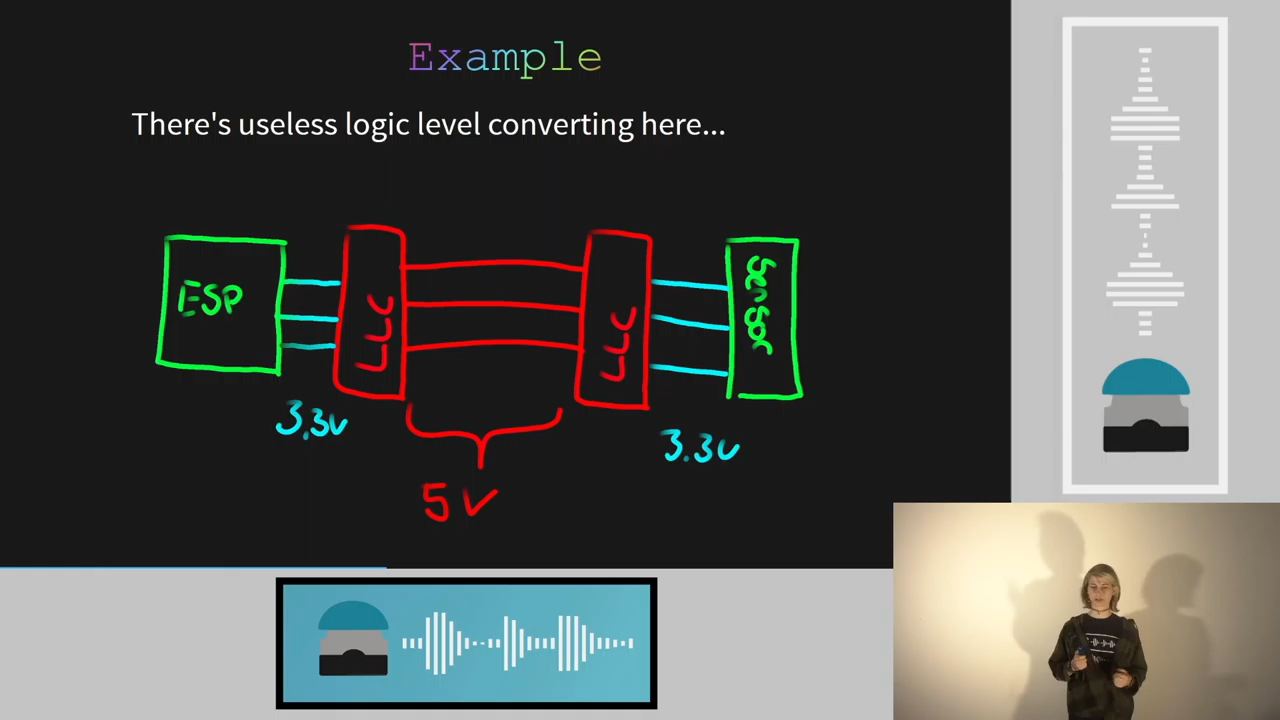 Example
There's useless logic level converting here...
ESP
LLC
LLC
Sensor
3.3v
3.3v
5v